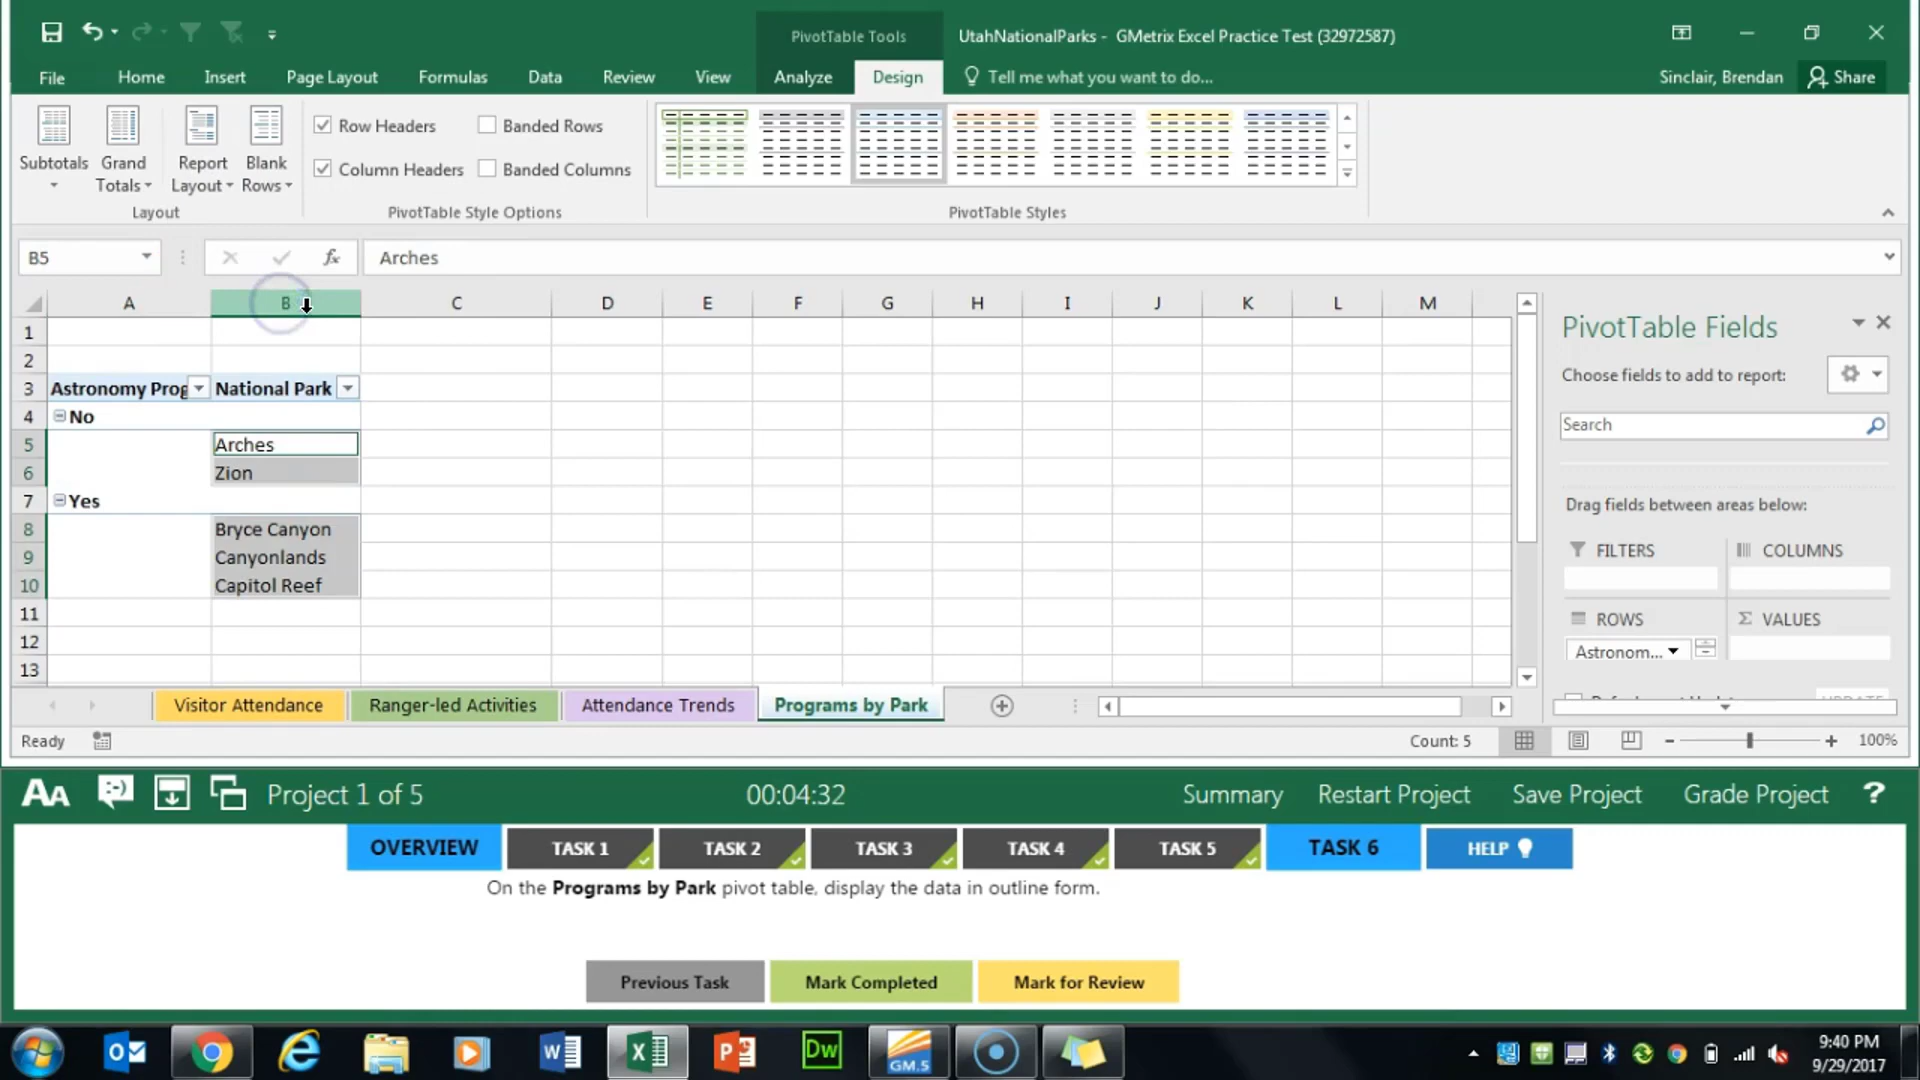 PivotTable Tools
UtahNationalParks - GMetrix Excel Practice Test (32972587)
File Home Insert Page Layout Formulas Data Review View Analyze Design Tell me what you want to do... Sinclair, Brendan Share
Subtotals Grand Totals Report Layout Blank Rows
Row Headers Banded Rows
Column Headers Banded Columns
Layout PivotTable Style Options PivotTable Styles
B5 fx Arches
A B C D E F G H I J K L M
1
2
3 Astronomy Prog National Park
4 No
5 Arches
6 Zion
7 Yes
8 Bryce Canyon
9 Canyonlands
10 Capitol Reef
11
12
13
PivotTable Fields
Choose fields to add to report:
Search
Drag fields between areas below:
FILTERS COLUMNS
ROWS Σ VALUES
Astronom...
Visitor Attendance Ranger-led Activities Attendance Trends Programs by Park
Ready Count: 5 - + 100%
AA Project 1 of 5 00:04:32 Summary Restart Project Save Project Grade Project ?
OVERVIEW TASK 1 TASK 2 TASK 3 TASK 4 TASK 5 TASK 6 HELP
On the Programs by Park pivot table, display the data in outline form.
Previous Task Mark Completed Mark for Review
9:40 PM
9/29/2017
GM.5